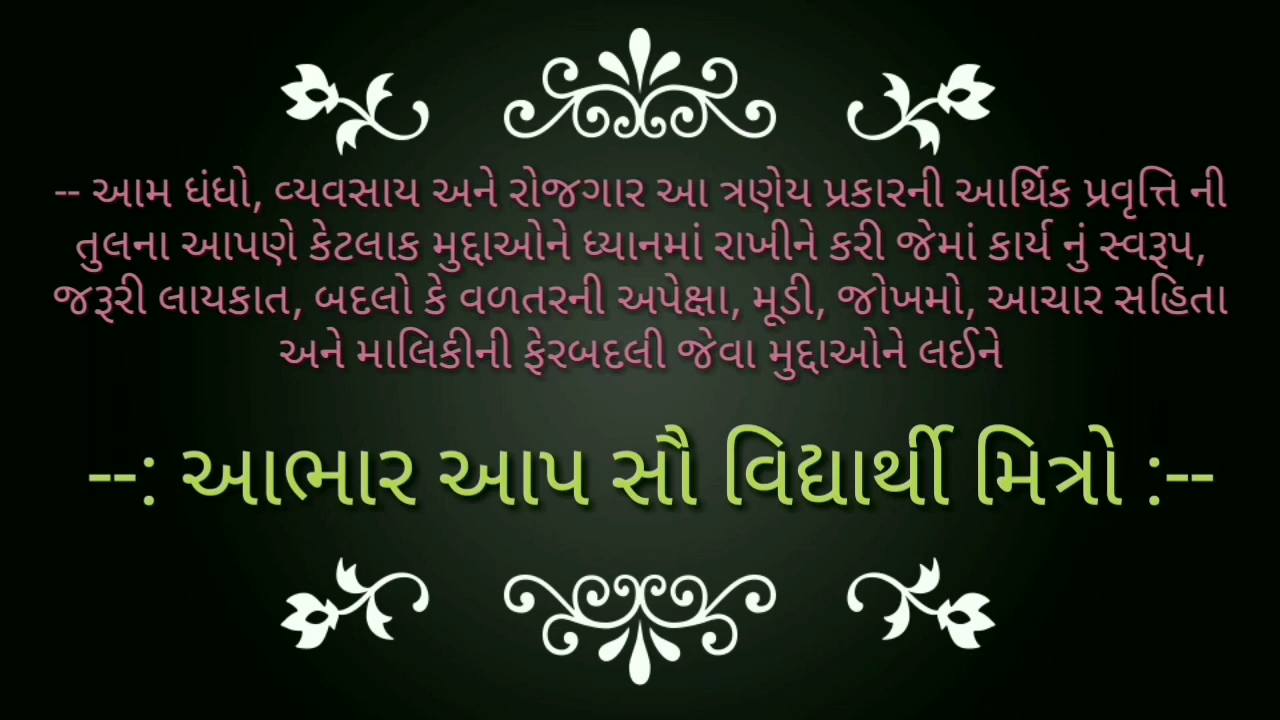 -- આમ ધંધો, વ્યવસાય અને રોજગાર આ ત્રણેય પ્રકારની આર્થિક પ્રવૃત્તિ ની
તુલના આપણે કેટલાક મુદ્દાઓને ધ્યાનમાં રાખીને કરી જેમાં કાર્ય નું સ્વરૂપ,
જરૂરી લાયકાત, બદલો કે વળતરની અપેક્ષા, મૂડી, જોખમો, આચાર સહિતા
અને માલિકીની ફેરબદલી જેવા મુદ્દાઓને લઈને
--: આભાર આપ સૌ વિદ્યાર્થી મિત્રો :--